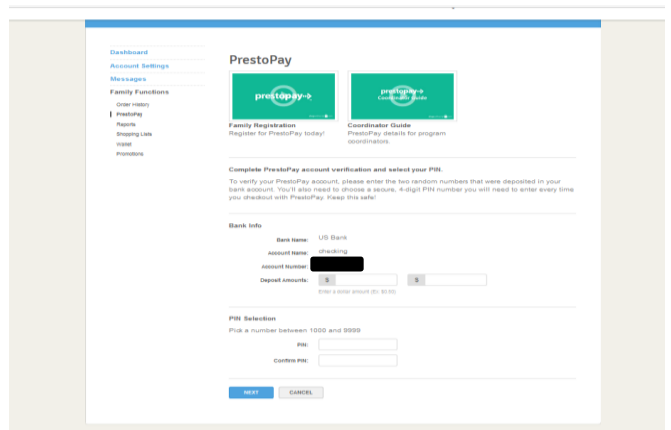 Dashboard
Account Settings
Messages
Family Functions
Order History
PrestoPay
Reports
Shopping Lists
Wallet
Promotions
PrestoPay
prestopay
prestopay
Coordinator Guide
Family Registration
Register for PrestoPay today!
Coordinator Guide
PrestoPay details for program
coordinators.
Complete PrestoPay account verification and select your PIN.
To verify your PrestoPay account, please enter the two random numbers that were deposited in your
bank account. You'll also need to choose a secure, 4-digit PIN number you will need to enter every time
you checkout with PrestoPay. Keep this safe!
Bank Info
Bank Name: US Bank
Account Name: checking
Account Number:
Deposit Amounts: $ $
Enter a dollar amount
PIN Selection
Pick a number between 1000 and 9999
PIN:
Confirm PIN:
NEXT CANCEL